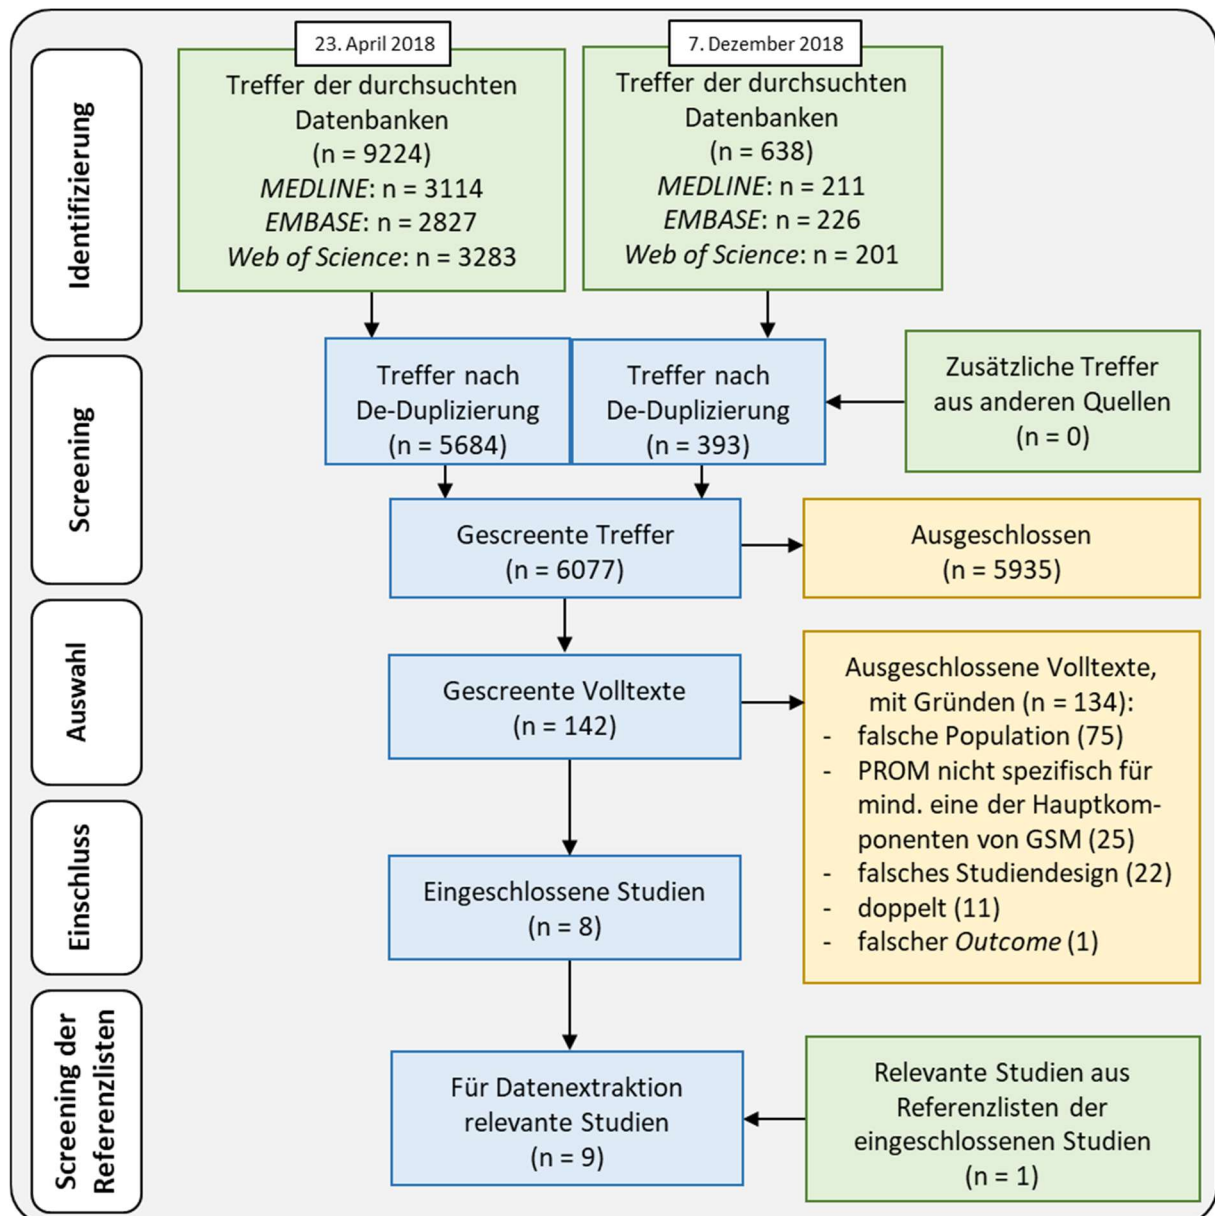 23. April 2018
Treffer der durchsuchten
Datenbanken
(n = 9224)
MEDLINE: n = 3114
EMBASE: n = 2827
Web of Science: n = 3283
7. Dezember 2018
Treffer der durchsuchten
Datenbanken
(n = 638)
MEDLINE: n = 211
EMBASE: n = 226
Web of Science: n = 201
Identifizierung
Treffer nach
De-Duplizierung
(n = 5684)
Treffer nach
De-Duplizierung
(n = 393)
Zusätzliche Treffer
aus anderen Quellen
(n = 0)
Screening
Gescreente Treffer
(n = 6077)
Ausgeschlossen
(n = 5935)
Auswahl
Gescreente Volltexte
(n = 142)
Ausgeschlossene Volltexte,
mit Gründen (n = 134):
- falsche Population (75)
- PROM nicht spezifisch für
mind. eine der Hauptkom-
ponenten von GSM (25)
- falsches Studiendesign (22)
- doppelt (11)
- falscher Outcome (1)
Einschluss
Eingeschlossene Studien
(n = 8)
Screening der
Referenzlisten
Für Datenextraktion
relevante Studien
(n = 9)
Relevante Studien aus
Referenzlisten der
eingeschlossenen Studien
(n = 1)